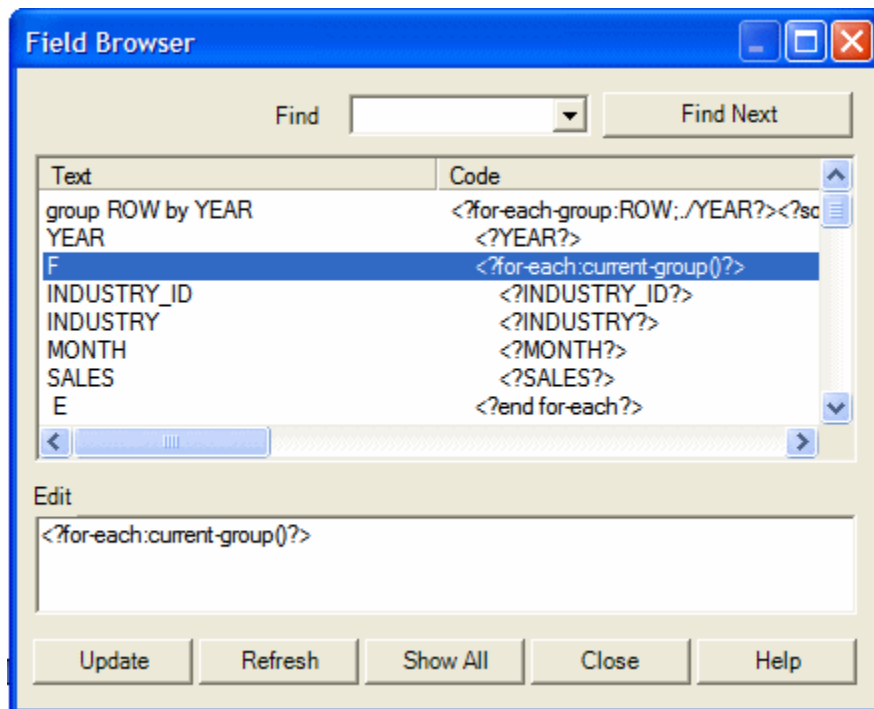 Field Browser
Find Find Next
Text Code
group ROW by YEAR <?for-each-group:ROW;./YEAR?><?so
YEAR <?YEAR?>
F <?for-each:current-group()?>
INDUSTRY_ID <?INDUSTRY_ID?>
INDUSTRY <?INDUSTRY?>
MONTH <?MONTH?>
SALES <?SALES?>
E <?end for-each?>
Edit
<?for-each:current-group()?>
Update Refresh Show All Close Help